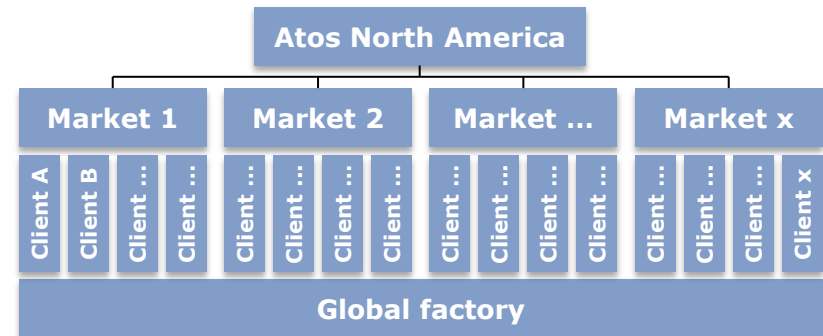 Atos North America
Market 1
Market 2
Market ...
Market x
Client A
Client B
Client ...
Client ...
Client ...
Client ...
Client ...
Client ...
Client ...
Client ...
Client ...
Client ...
Client ...
Client ...
Client ...
Client x
Global factory